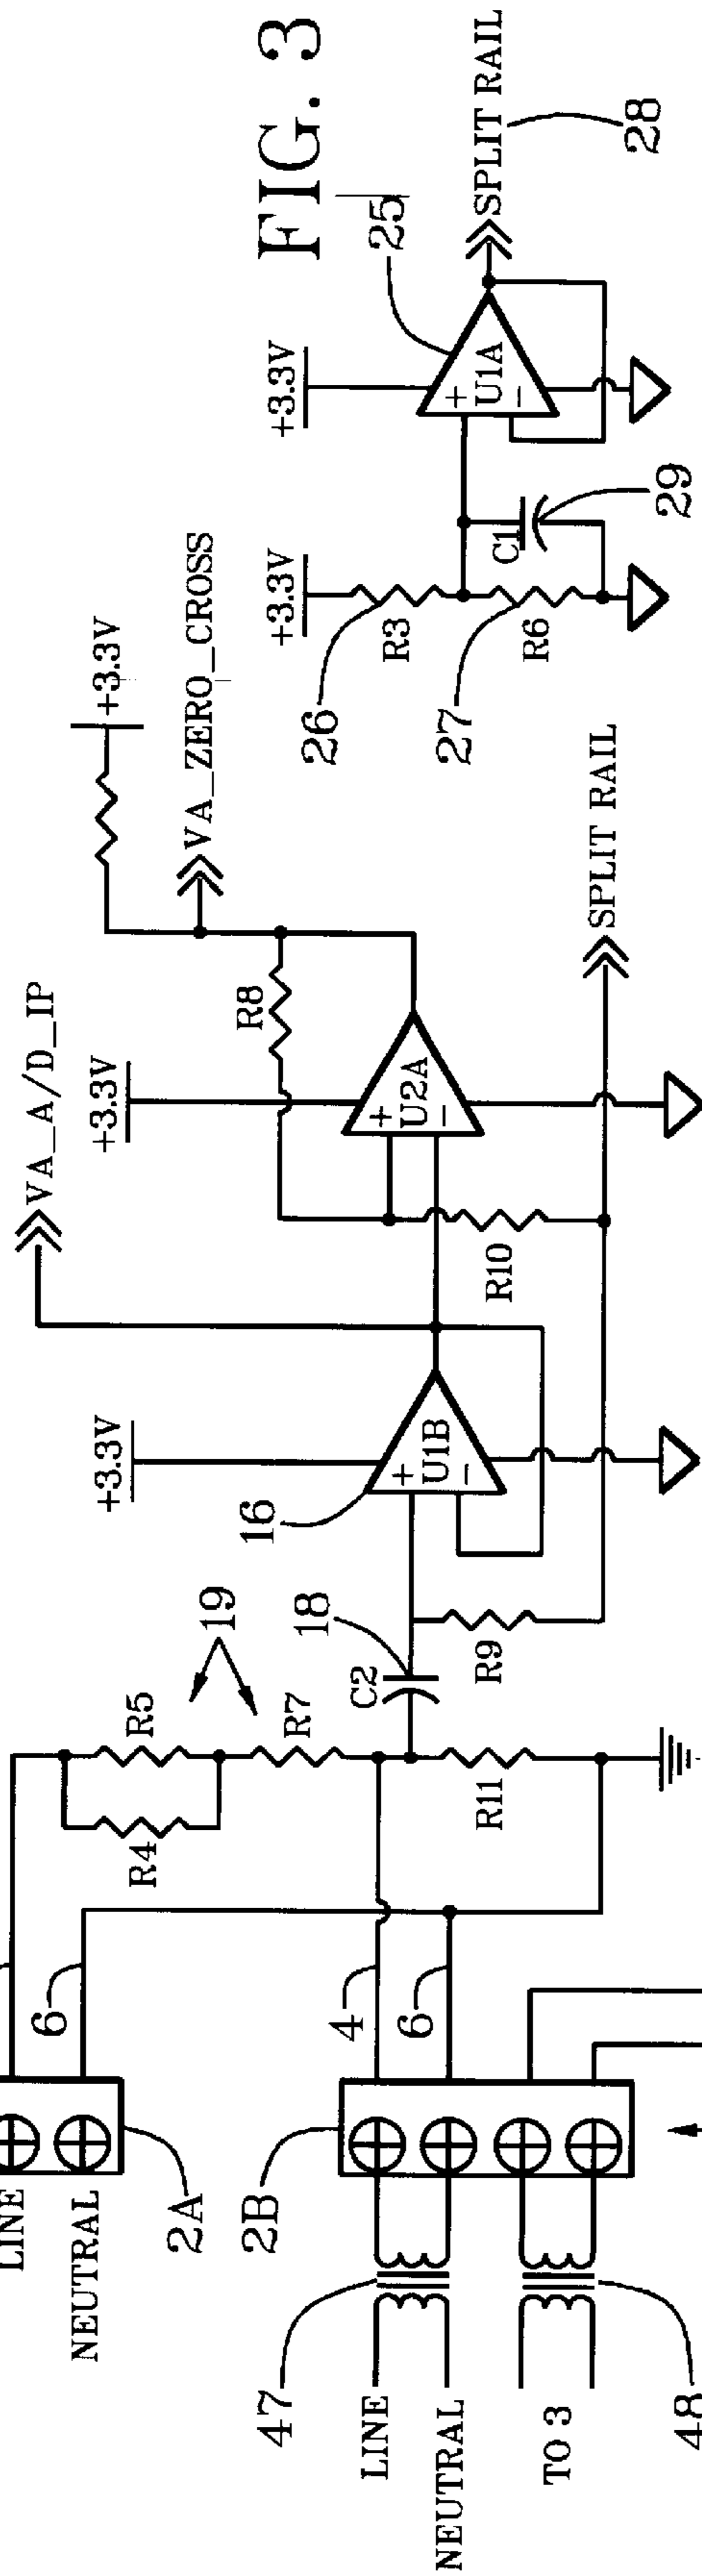 FIG. 3
LINE
6
NEUTRAL
2A
R4
R5
19
R7
4
2B
6
47
LINE
NEUTRAL
TO 3
48
R11
C2
18
R9
16
+3.3V
+
U1B
−
VA_A/D_IP
+3.3V
+
U2A
−
R8
R10
+3.3V
VA_ZERO_CROSS
SPLIT RAIL
+3.3V
26
R3
27
R6
C1
29
+3.3V
25
+
U1A
−
SPLIT RAIL
28